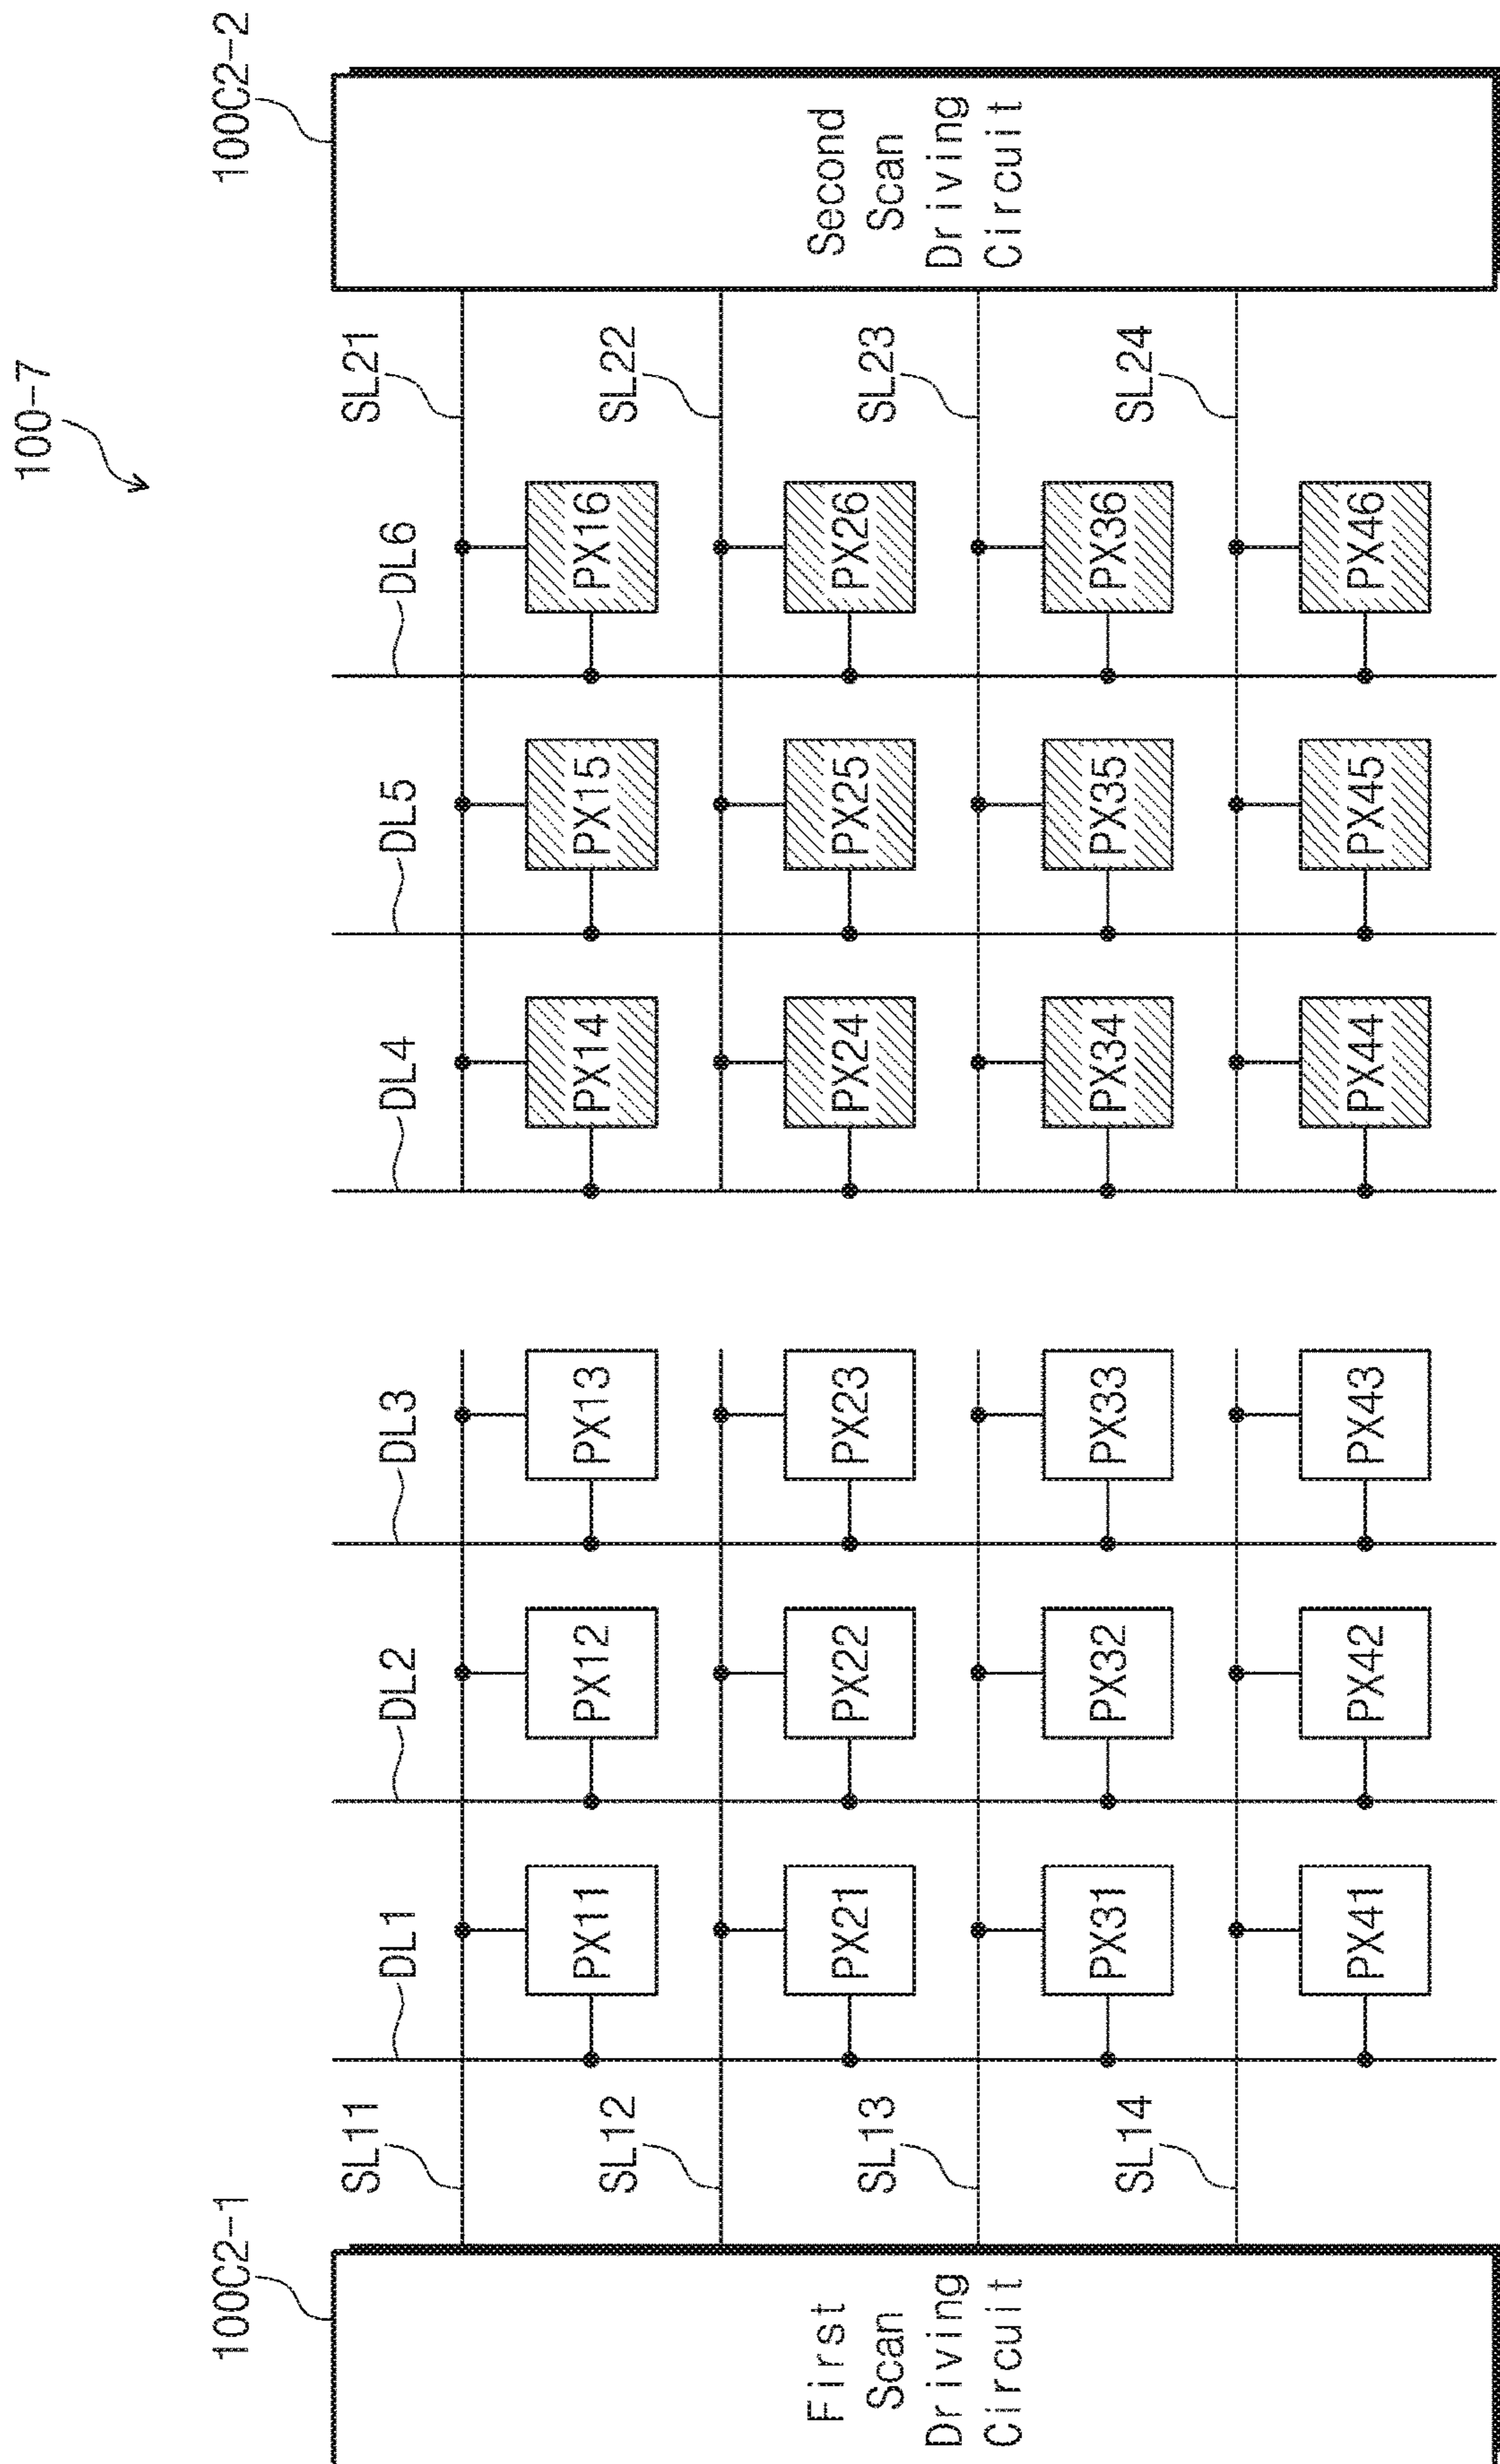 100-7
100C2-1
100C2-2
SL11
DL1
DL2
DL3
DL4
DL5
DL6
SL21
PX11
PX12
PX13
PX14
PX15
PX16
SL12
SL22
PX21
PX22
PX23
PX24
PX25
PX26
First
Scan
Driving
Circuit
Second
Scan
Driving
Circuit
SL13
SL23
PX31
PX32
PX33
PX34
PX35
PX36
SL14
SL24
PX41
PX42
PX43
PX44
PX45
PX46